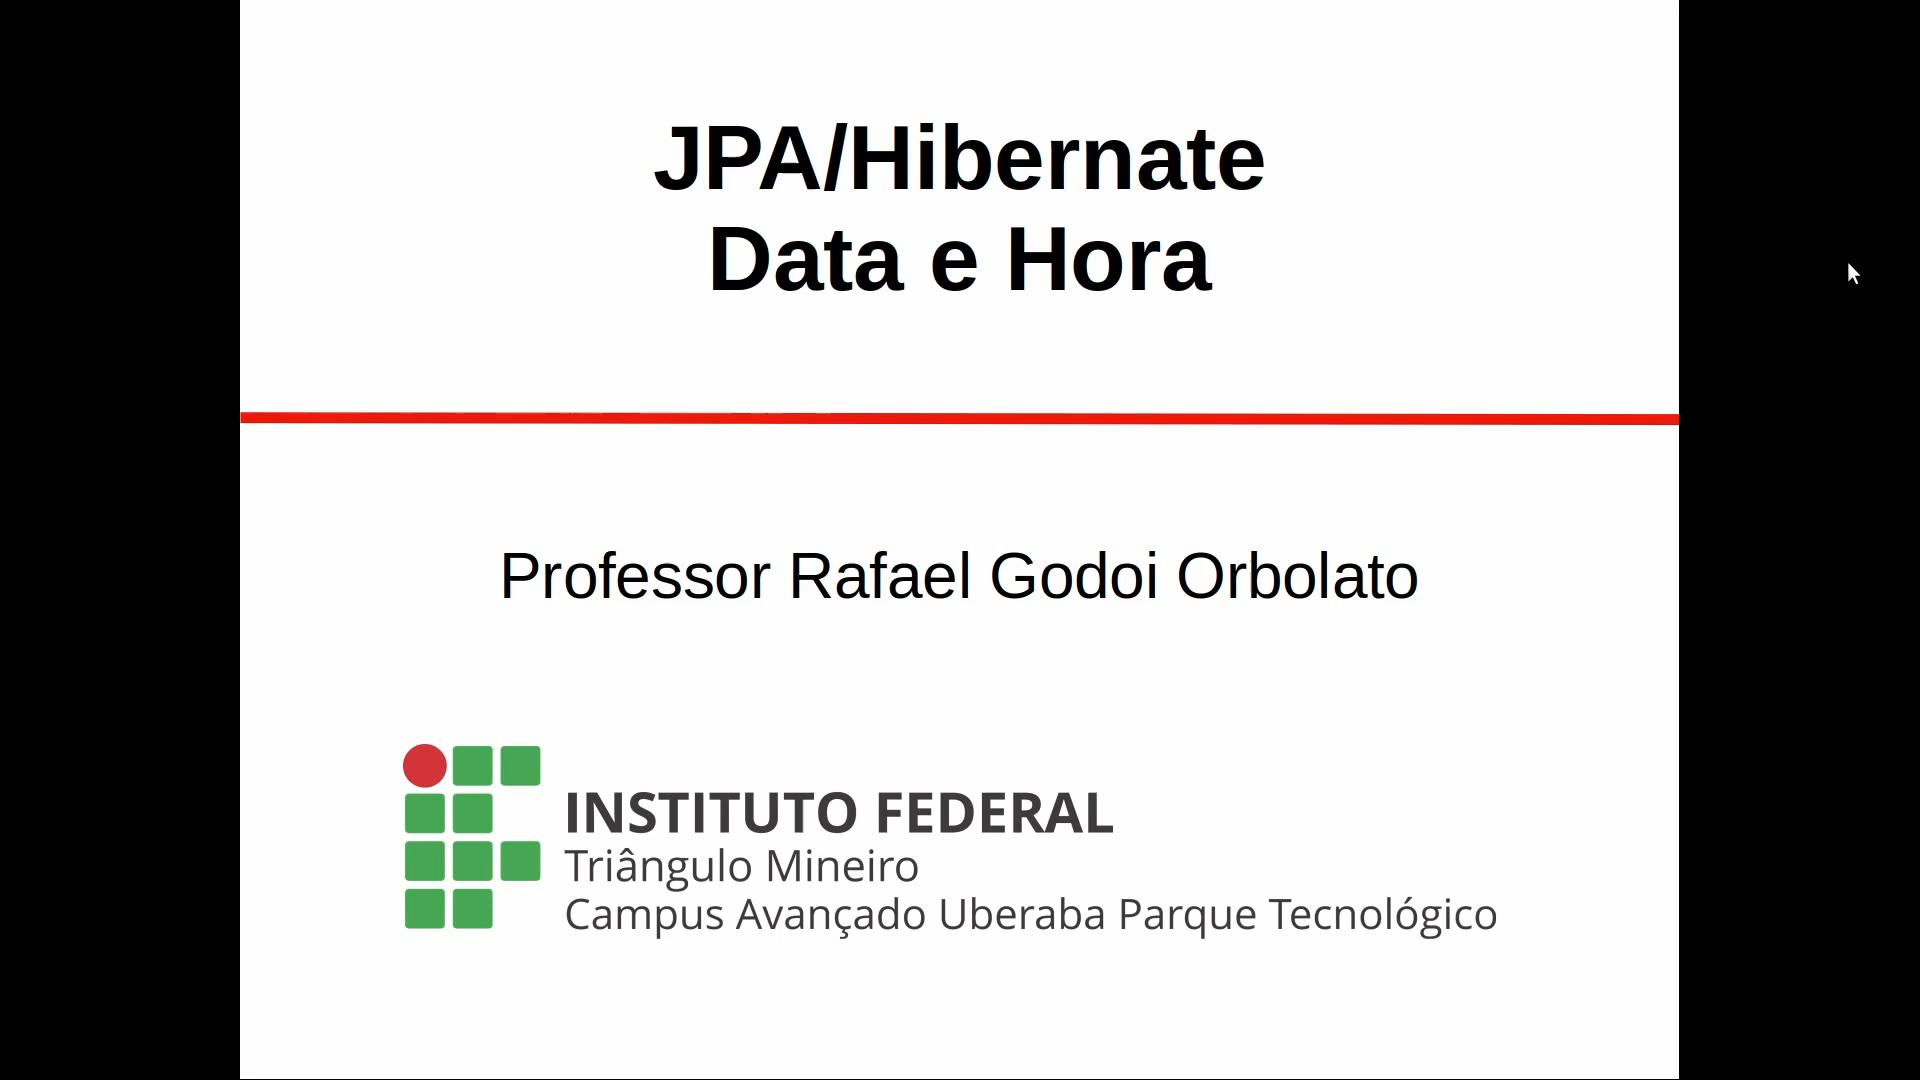 JPA/Hibernate
Data e Hora
Professor Rafael Godoi Orbolato
INSTITUTO FEDERAL
Triângulo Mineiro
Campus Avançado Uberaba Parque Tecnológico